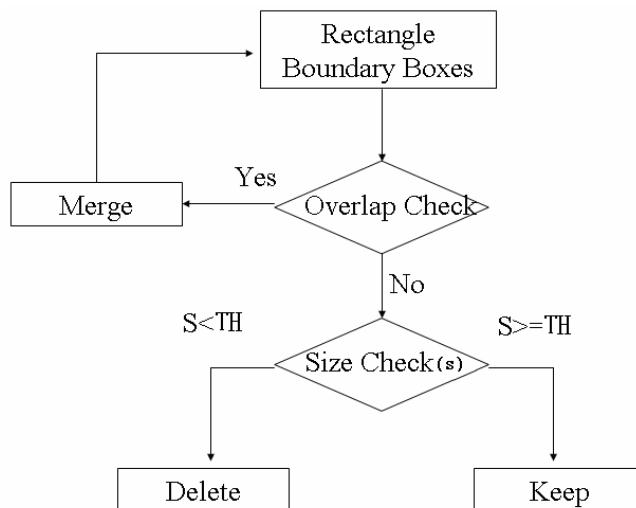 Rectangle
Boundary Boxes
Yes
Merge
Overlap Check
No
S<TH
S>=TH
Size Check(s)
Delete
Keep